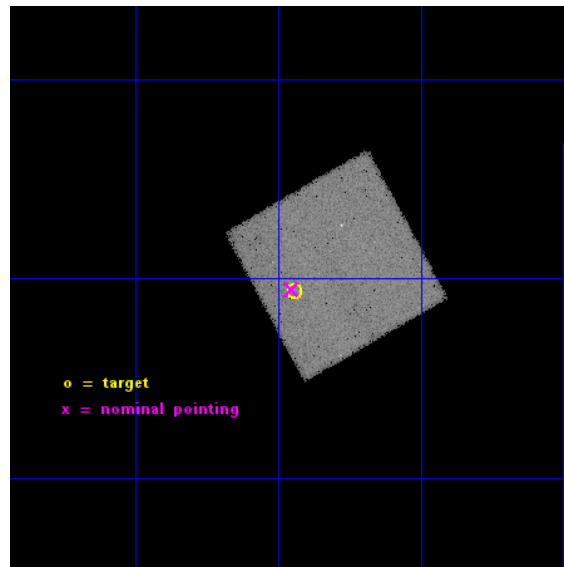 o = target
x = nominal pointing